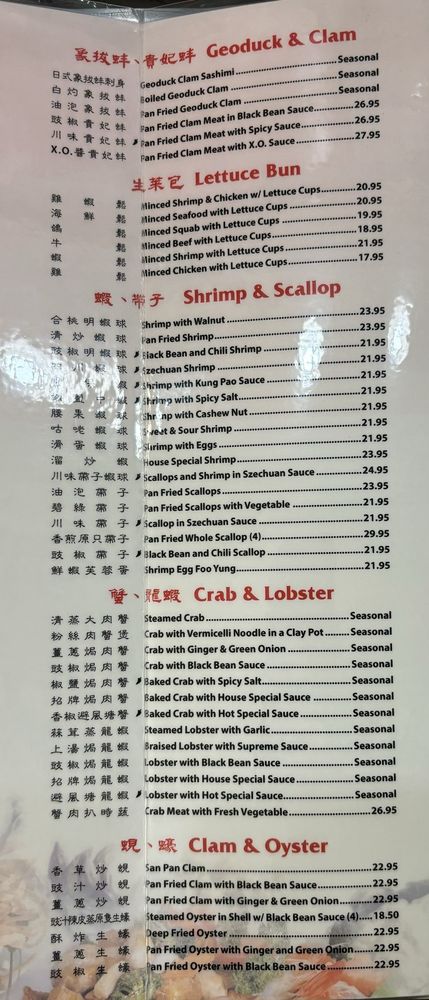 象拔蚌、貴妃蚌 Geoduck & Clam
日式象拔蚌刺身 Geoduck Clam Sashimi Seasonal
白灼象拔蚌 Boiled Geoduck Clam Seasonal
油泡象拔蚌 Pan Fried Geoduck Clam Seasonal
豉椒貴妃蚌 Pan Fried Clam Meat in Black Bean Sauce 26.95
川味貴妃蚌 Pan Fried Clam Meat with Spicy Sauce 26.95
X.O.醬貴妃蚌 Pan Fried Clam Meat with X.O. Sauce 27.95
生菜包 Lettuce Bun
雞蝦鬆 Minced Shrimp & Chicken w/ Lettuce Cups 20.95
海鮮鬆 Minced Seafood with Lettuce Cups 20.95
鴿鬆 Minced Squab with Lettuce Cups 19.95
牛鬆 Minced Beef with Lettuce Cups 18.95
蝦鬆 Minced Shrimp with Lettuce Cups 21.95
雞鬆 Minced Chicken with Lettuce Cups 17.95
蝦、帶子 Shrimp & Scallop
合桃明蝦球 Shrimp with Walnut 23.95
清炒蝦球 Pan Fried Shrimp 23.95
豉椒明蝦球 Black Bean and Chili Shrimp 21.95
川蝦球 Szechuan Shrimp 21.95
蝦球 Shrimp with Kung Pao Sauce 21.95
中蝦 Shrimp with Spicy Salt 21.95
腰果蝦球 Shrimp with Cashew Nut 21.95
咕咾蝦球 Sweet & Sour Shrimp 21.95
滑蛋蝦球 Shrimp with Eggs 21.95
溜炒蝦 House Special Shrimp 23.95
川味帶子蝦球 Scallops and Shrimp in Szechuan Sauce 24.95
油泡帶子 Pan Fried Scallops 23.95
碧綠帶子 Pan Fried Scallops with Vegetable 21.95
川味帶子 Scallop in Szechuan Sauce 21.95
香煎原只帶子 Pan Fried Whole Scallop (4) 29.95
豉椒帶子 Black Bean and Chili Scallop 21.95
鮮蝦芙蓉蛋 Shrimp Egg Foo Yung 21.95
蟹、龍蝦 Crab & Lobster
清蒸大肉蟹 Steamed Crab Seasonal
粉絲肉蟹煲 Crab with Vermicelli Noodle in a Clay Pot Seasonal
薑蔥焗肉蟹 Crab with Ginger & Green Onion Seasonal
豉椒焗肉蟹 Crab with Black Bean Sauce Seasonal
椒鹽焗肉蟹 Baked Crab with Spicy Salt Seasonal
招牌焗肉蟹 Baked Crab with House Special Sauce Seasonal
香椒避風塘蟹 Baked Crab with Hot Special Sauce Seasonal
蒜茸蒸龍蝦 Steamed Lobster with Garlic Seasonal
上湯焗龍蝦 Braised Lobster with Supreme Sauce Seasonal
豉椒焗龍蝦 Lobster with Black Bean Sauce Seasonal
招牌焗龍蝦 Lobster with House Special Sauce Seasonal
避風塘龍蝦 Lobster with Hot Special Sauce Seasonal
蟹肉扒時蔬 Crab Meat with Fresh Vegetable 26.95
蜆、蠔 Clam & Oyster
香草炒蜆 San Pan Clam 22.95
豉汁炒蜆 Pan Fried Clam with Black Bean Sauce 22.95
薑蔥炒蜆 Pan Fried Clam with Ginger & Green Onion 22.95
豉汁陳皮蒸原隻生蠔 Steamed Oyster in Shell w/ Black Bean Sauce (4) 18.50
酥炸生蠔 Deep Fried Oyster 22.95
薑蔥生蠔 Pan Fried Oyster with Ginger and Green Onion 22.95
豉椒生蠔 Pan Fried Oyster with Black Bean Sauce 22.95